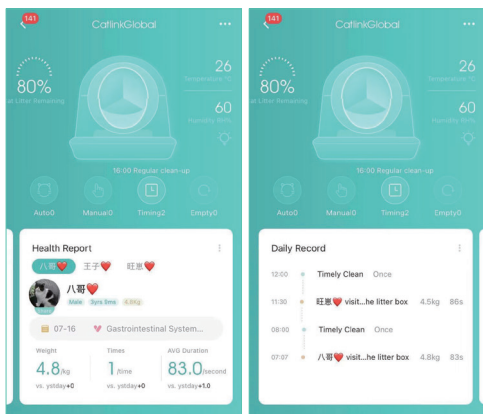 141
CatlinkGlobal
80%
Litter Remaining
26
Temperature °C
60
Humidity RH%
16:00 Regular clean-up
Auto0
Manual0
Timing2
Empty0
Health Report
八哥❤️
王子❤️
旺崽❤️
八哥❤️
Male
4.8kg
07-16
Gastrointestinal System...
Weight
Times
AVG Duration
4.8/kg
1/time
83.0/second
vs. ystday+0
vs. ystday+0
vs. ystday+1.0
141
CatlinkGlobal
80%
al Litter Remaining
26
Temperature °C
60
Humidity RH%
16:00 Regular clean-up
Auto0
Manual0
Timing2
Empty0
Daily Record
12:00 Timely Clean Once
11:30 旺崽❤️ visit...he litter box 4.5kg 86s
08:90 Timely Clean Once
07:07 八哥❤️ visit...he litter box 4.8kg 83s